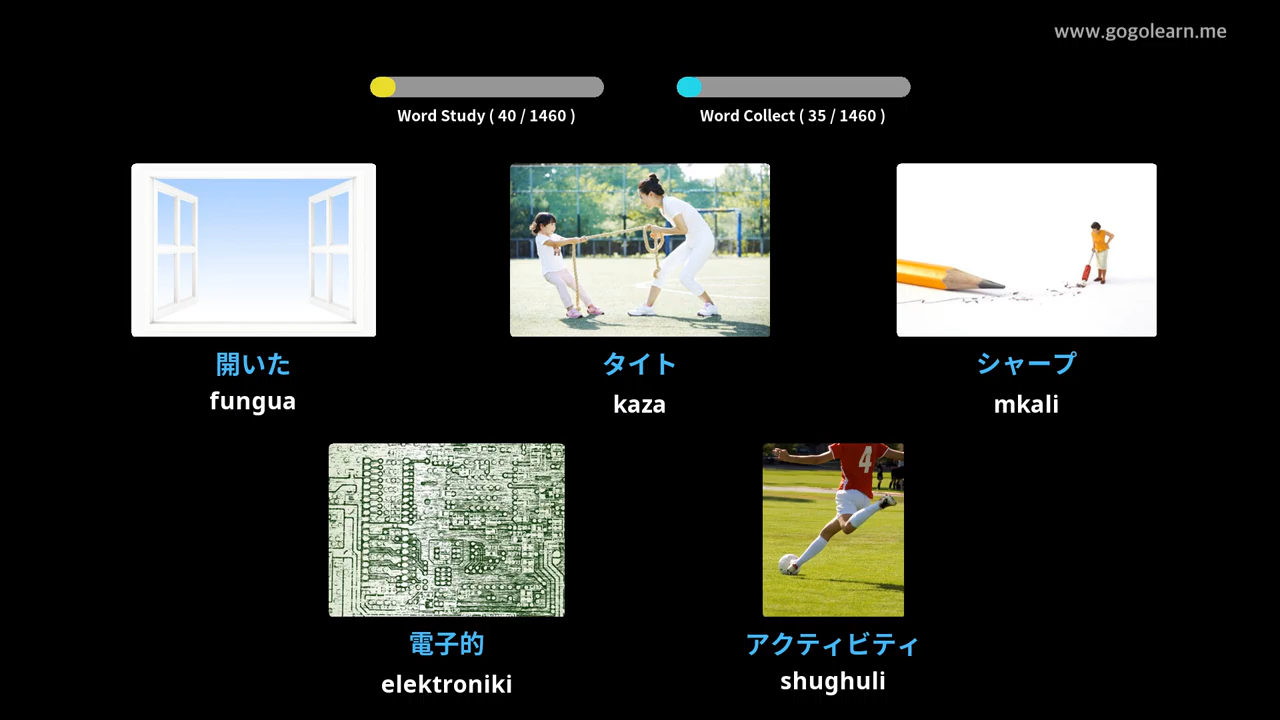 www.gogolearn.me
Word Study ( 40 / 1460 )
Word Collect ( 35 / 1460 )
開いた
fungua
タイト
kaza
シャープ
mkali
4
電子的
elektroniki
アクティビティ
shughuli